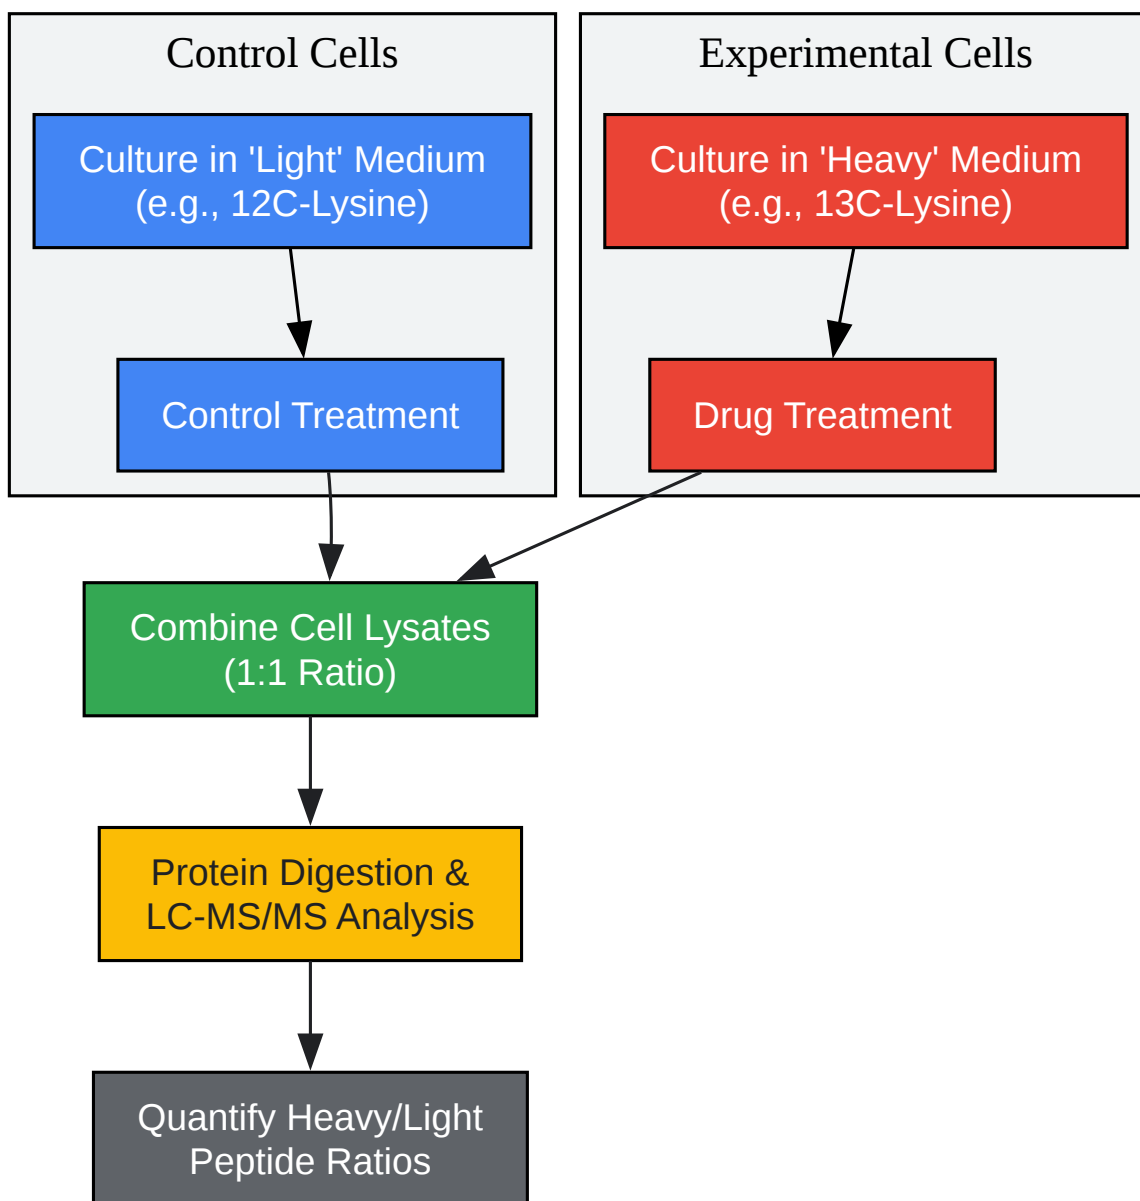 Control Cells
Culture in 'Light' Medium
(e.g., 12C-Lysine)
Control Treatment
Experimental Cells
Culture in 'Heavy' Medium
(e.g., 13C-Lysine)
Drug Treatment
Combine Cell Lysates
(1:1 Ratio)
Protein Digestion &
LC-MS/MS Analysis
Quantify Heavy/Light
Peptide Ratios